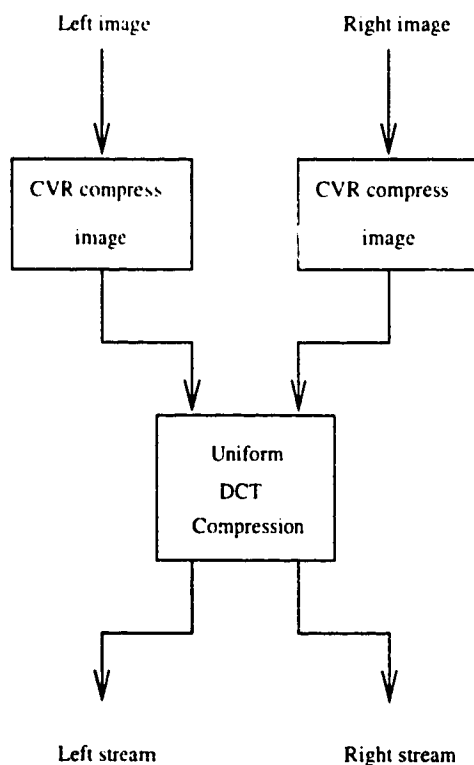 Left image
Right image
CVR compress
image
CVR compress
image
Uniform
DCT
Compression
Left stream
Right stream